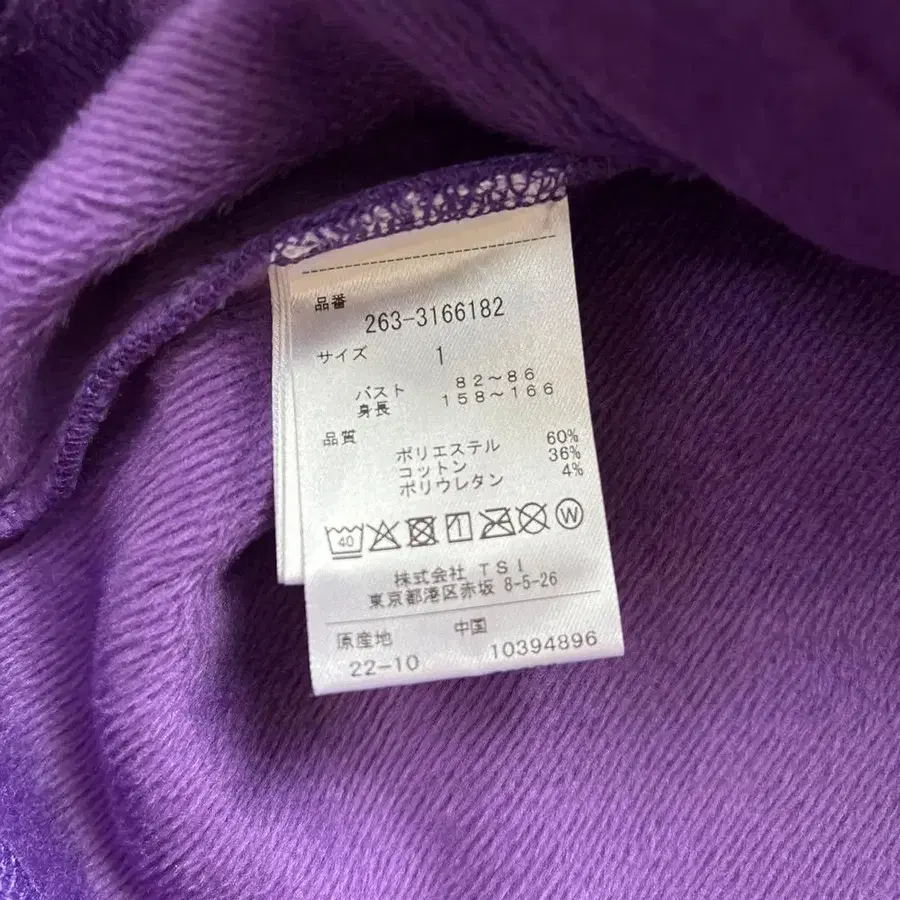 品番
263-3166182
サイズ 1
バスト 82~86
身長 158~166
品質
ポリエステル 60%
コットン 36%
ポリウレタン 4%
40 W
株式会社 TSI
東京都港区赤坂 8-5-26
原産地 中国
22-10 10394896